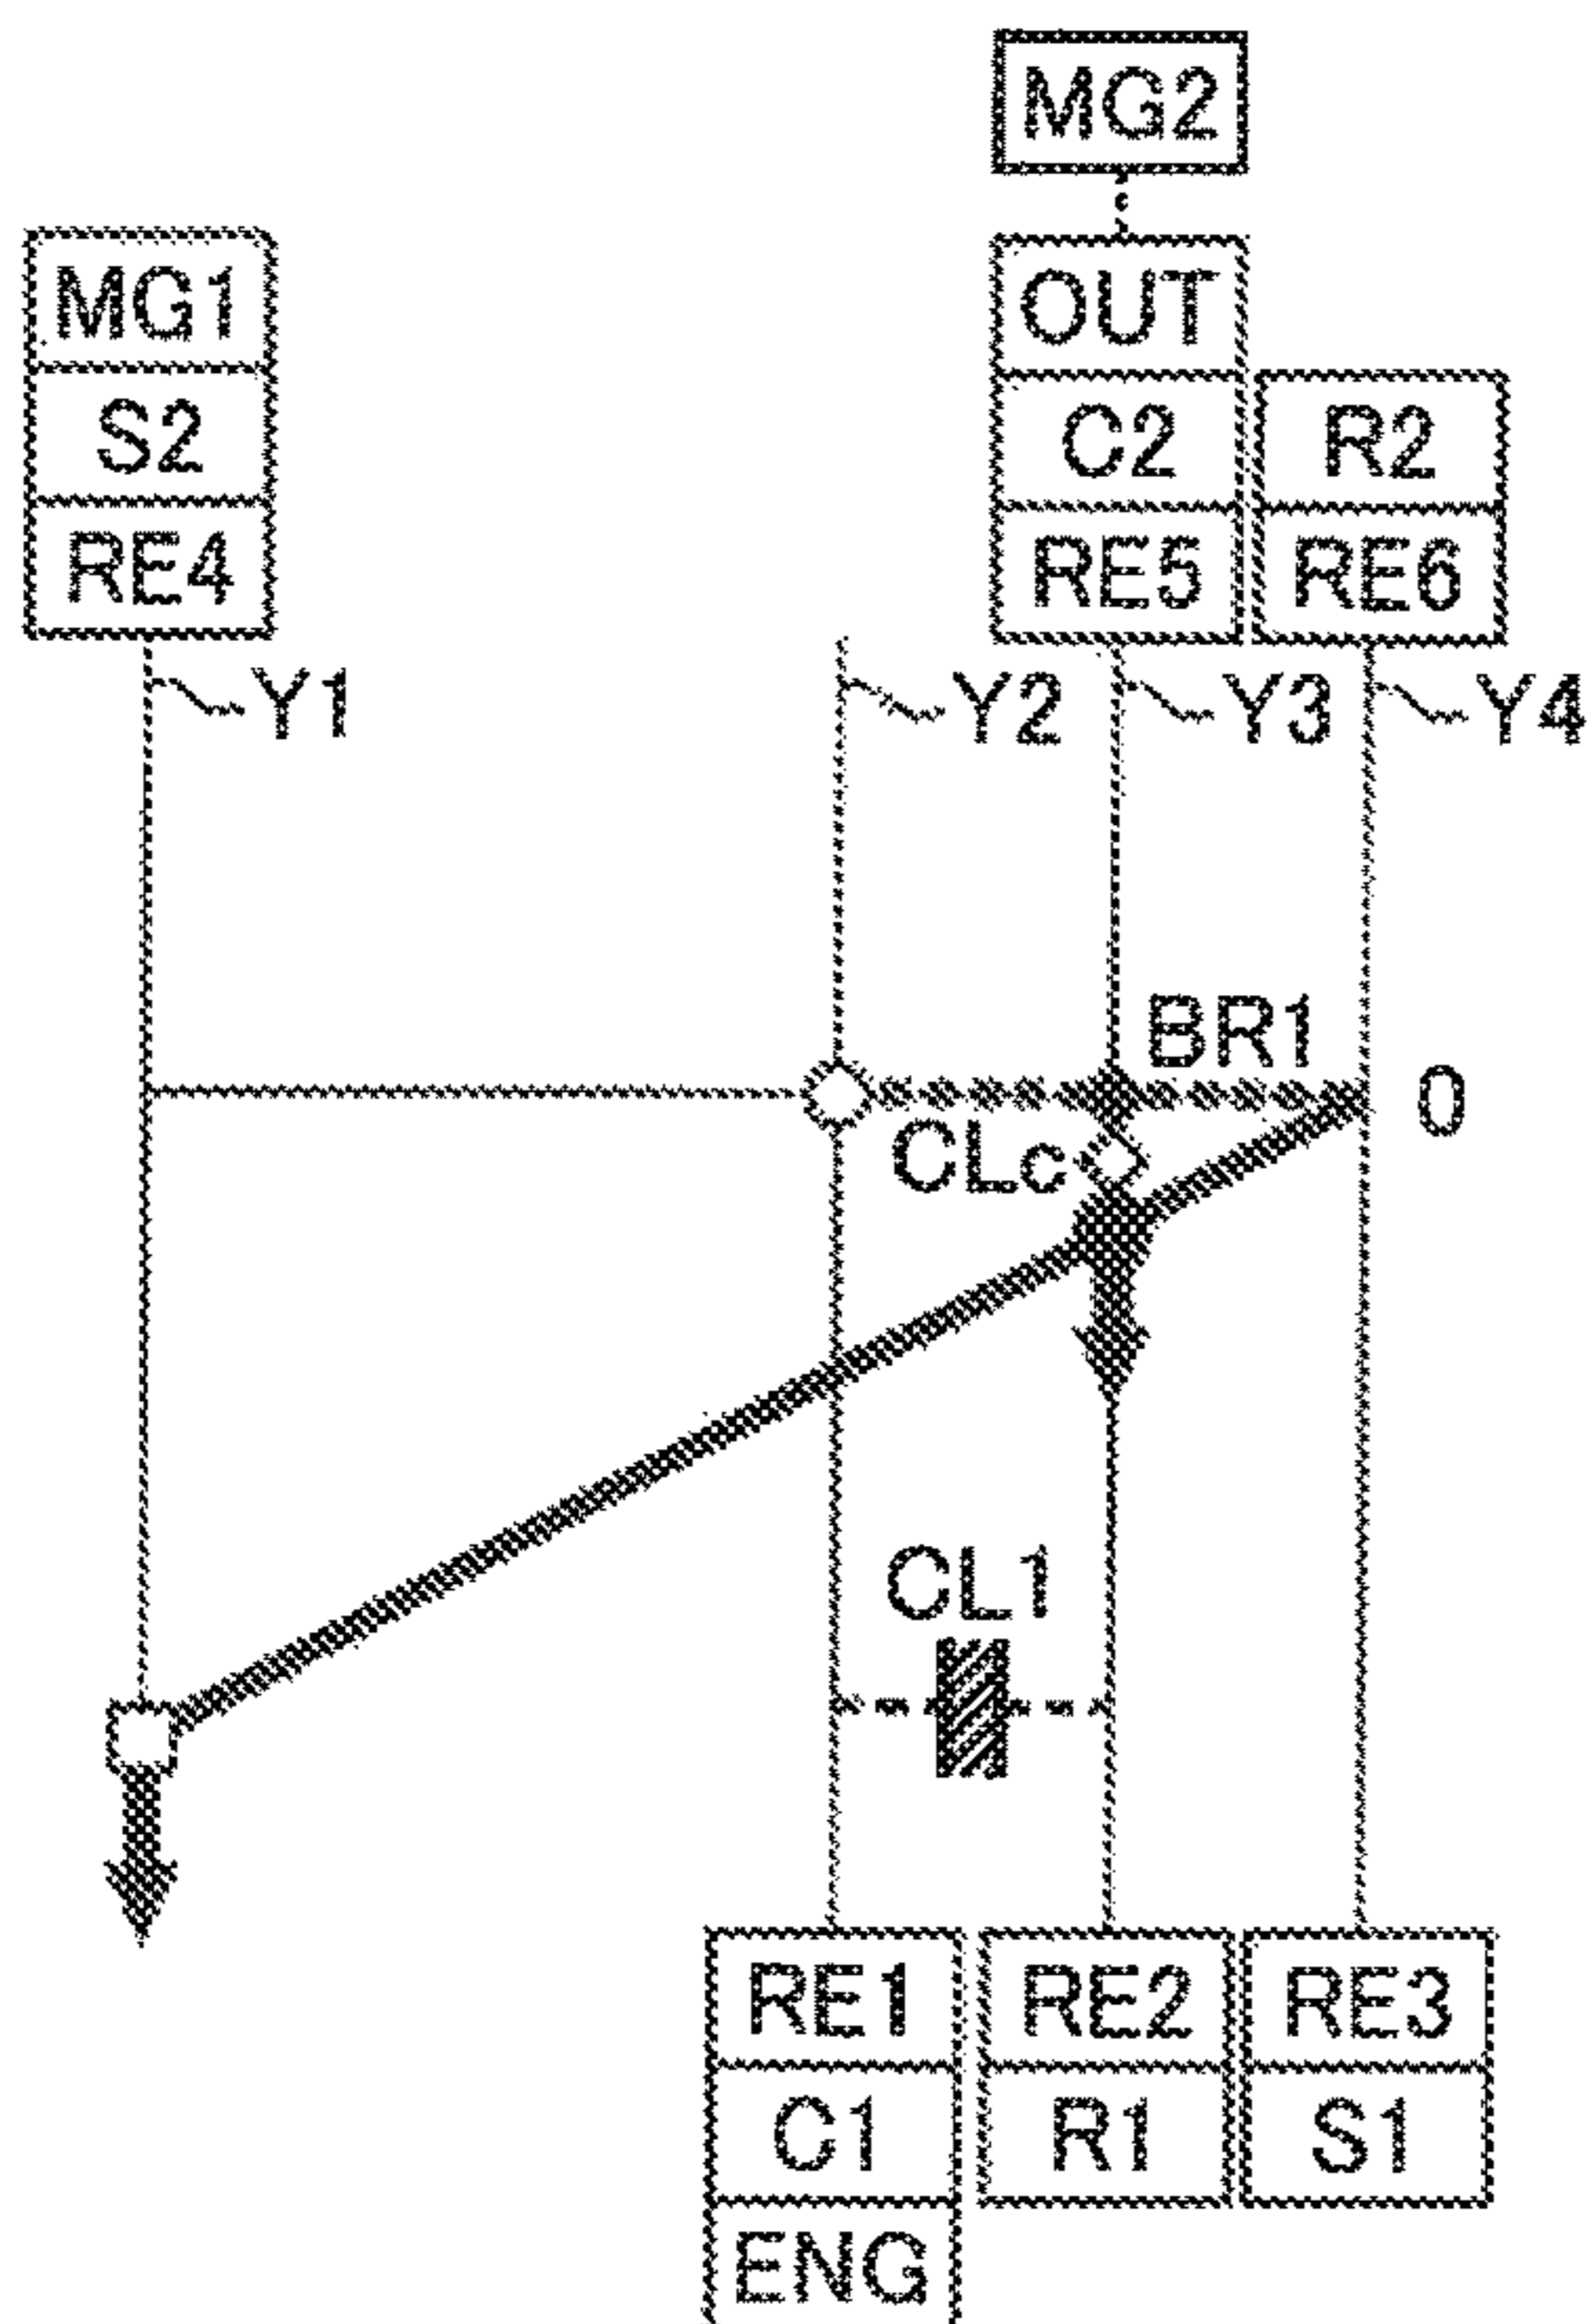 MG2
MG1 OUT
S2 C2 R2
RE4 RE5 RE6
Y1 Y2 Y3 Y4
BR1
0
CLc
CL1
RE1 RE2 RE3
C1 R1 S1
ENG